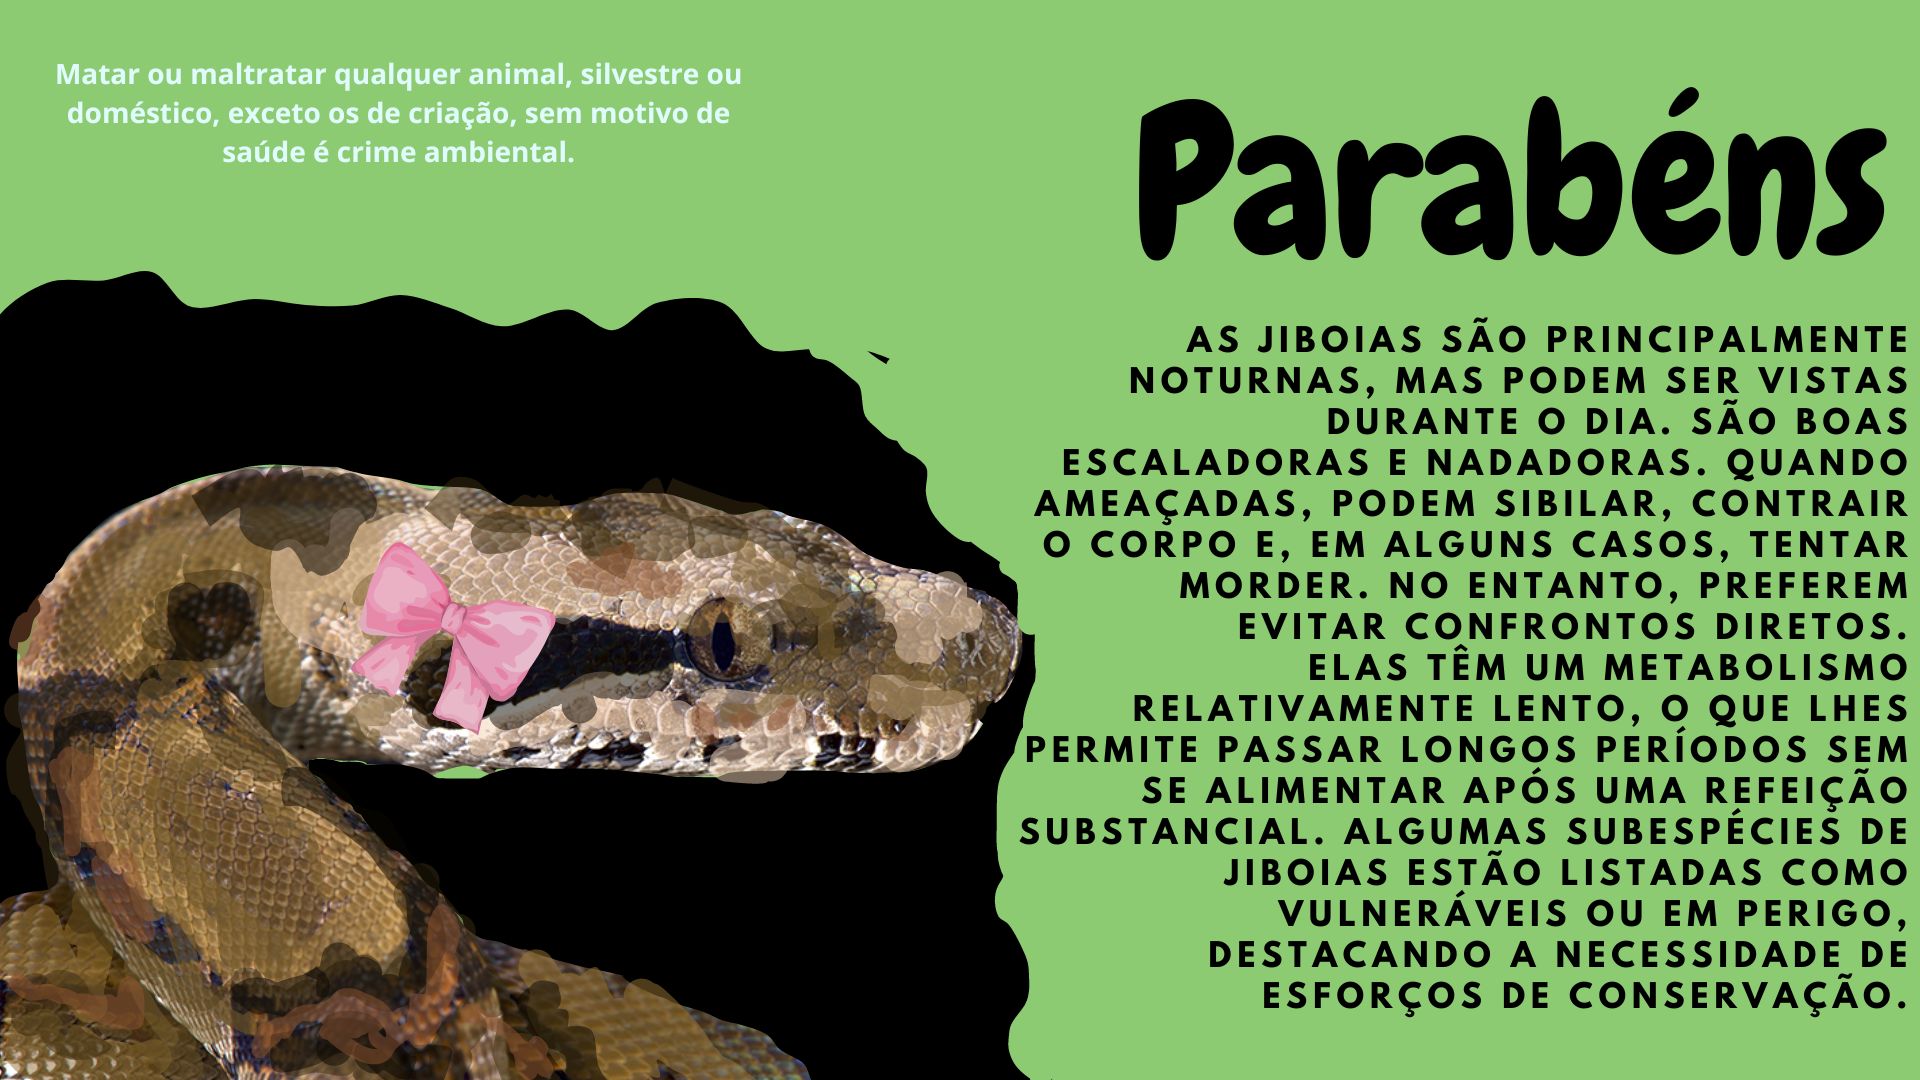 Matar ou maltratar qualquer animal, silvestre ou
doméstico, exceto os de criação, sem motivo de
saúde é crime ambiental.
Parabéns
AS JIBOIAS SÃO PRINCIPALMENTE
NOTURNAS, MAS PODEM SER VISTAS
DURANTE O DIA. SÃO BOAS
ESCALADORAS E NADADORAS. QUANDO
AMEAÇADAS, PODEM SIBILAR, CONTRAIR
O CORPO E, EM ALGUNS CASOS, TENTAR
MORDER. NO ENTANTO, PREFEREM
EVITAR CONFRONTOS DIRETOS.
ELAS TÊM UM METABOLISMO
RELATIVAMENTE LENTO, O QUE LHES
PERMITE PASSAR LONGOS PERÍODOS SEM
SE ALIMENTAR APÓS UMA REFEIÇÃO
SUBSTANCIAL. ALGUMAS SUBESPÉCIES DE
JIBOIAS ESTÃO LISTADAS COMO
VULNERÁVEIS OU EM PERIGO,
DESTACANDO A NECESSIDADE DE
ESFORÇOS DE CONSERVAÇÃO.